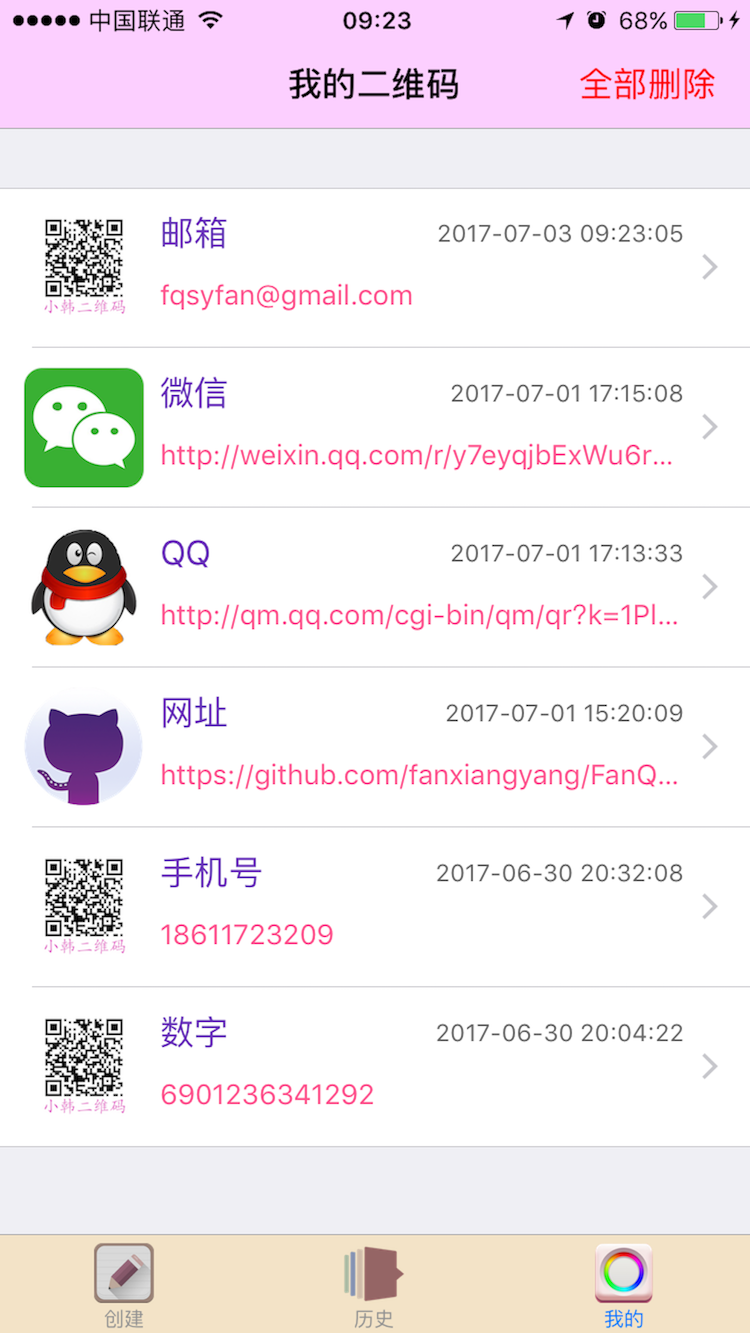 中国联通 09:23 68%
我的二维码 全部删除
邮箱 2017-07-03 09:23:05
fqsyfan@gmail.com
小韩二维码
微信 2017-07-01 17:15:08
http://weixin.qq.com/r/y7eyqjbExWu6r...
QQ 2017-07-01 17:13:33
http://qm.qq.com/cgi-bin/qm/qr?k=1Pl...
网址 2017-07-01 15:20:09
https://github.com/fanxiangyang/FanQ...
手机号 2017-06-30 20:32:08
18611723209
小韩二维码
数字 2017-06-30 20:04:22
6901236341292
小韩二维码
创建 历史 我的